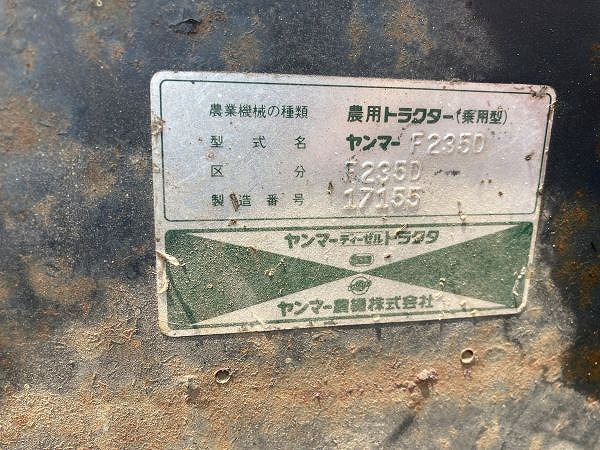 農業機械の種類 農用トラクター(乗用型)
型式名 ヤンマー F235D
区分 F235D
製造番号 17155
ヤンマーディーゼルトラクタ
ヤンマー農機株式会社